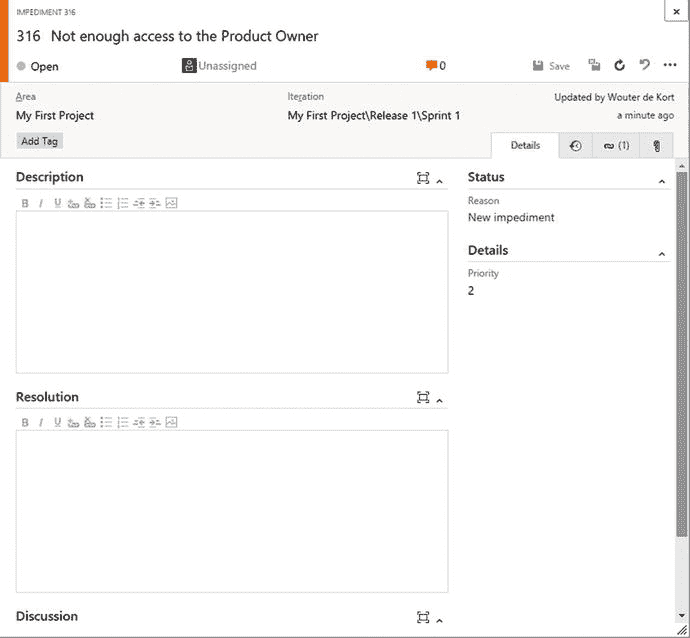 IMPEDIMENT 316
316 Not enough access to the Product Owner
Open Unassigned 0 Save
Area Iteration Updated by Wouter de Kort
My First Project My First Project\Release 1\Sprint 1 a minute ago
Add Tag Details (1)
Description Status
B I U Reason
New impediment
Details
Priority
2
Resolution
B I U
Discussion